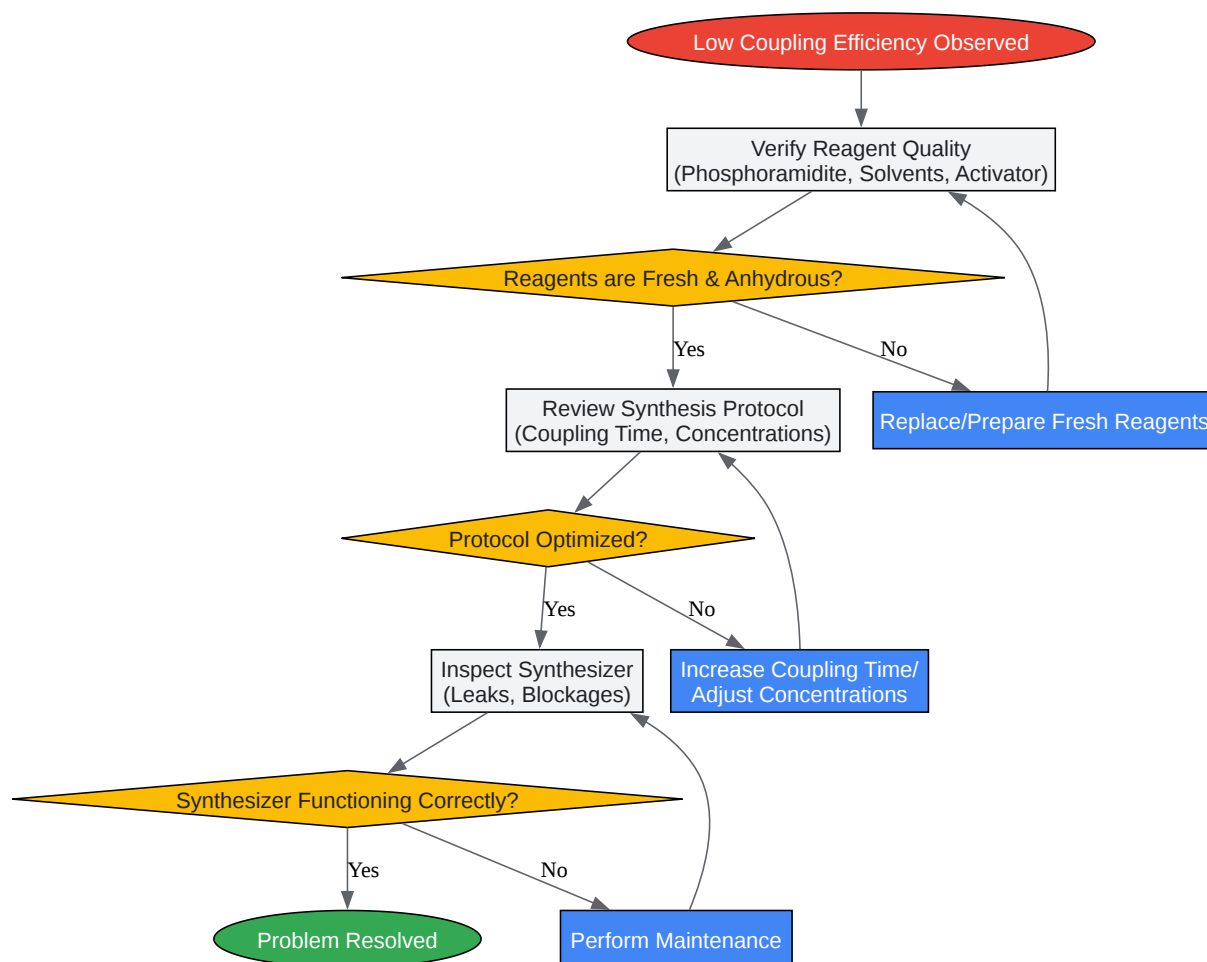 Low Coupling Efficiency Observed
Verify Reagent Quality
(Phosphoramidite, Solvents, Activator)
Reagents are Fresh & Anhydrous?
Yes
No
Review Synthesis Protocol
(Coupling Time, Concentrations)
Replace/Prepare Fresh Reagents
Protocol Optimized?
Yes
No
Inspect Synthesizer
(Leaks, Blockages)
Increase Coupling Time/
Adjust Concentrations
Synthesizer Functioning Correctly?
Yes
No
Problem Resolved
Perform Maintenance